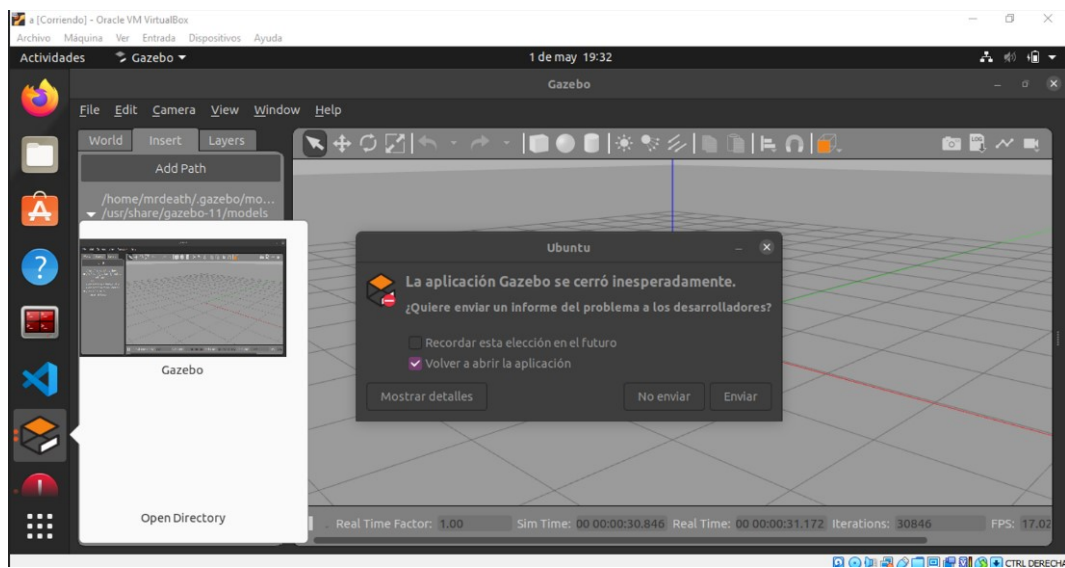 a [Corriendo] - Oracle VM VirtualBox
Archivo Máquina Ver Entrada Dispositivos Ayuda
Actividades Gazebo 1 de may 19:32
Gazebo
File Edit Camera View Window Help
World Insert Layers
Add Path
/home/mrdeath/.gazebo/mo...
/usr/share/gazebo-11/models
Ubuntu
La aplicación Gazebo se cerró inesperadamente.
¿Quiere enviar un informe del problema a los desarrolladores?
Recordar esta elección en el futuro
Volver a abrir la aplicación
Mostrar detalles No enviar Enviar
Gazebo
Open Directory
Real Time Factor: 1.00 Sim Time: 00 00:00:30.846 Real Time: 00 00:00:31.172 Iterations: 30846 FPS: 17.02
CTRL DERECHA